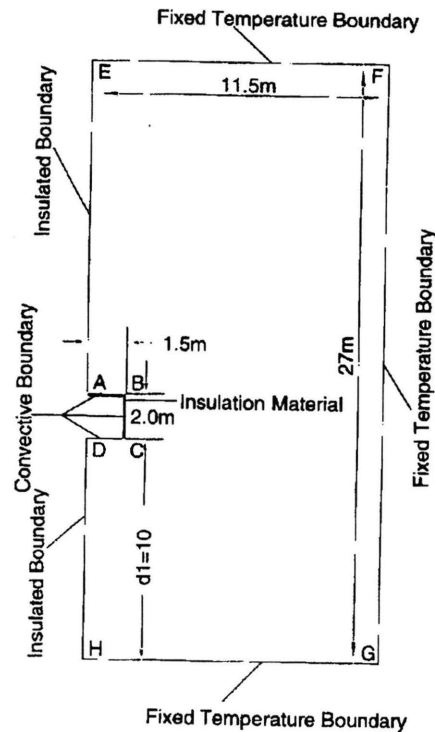 Fixed Temperature Boundary
E
F
11.5m
Insulated Boundary
Fixed Temperature Boundary
27m
1.5m
Convective Boundary
A
B
Insulation Material
2.0m
D
C
Insulated Boundary
d1=10
H
G
Fixed Temperature Boundary